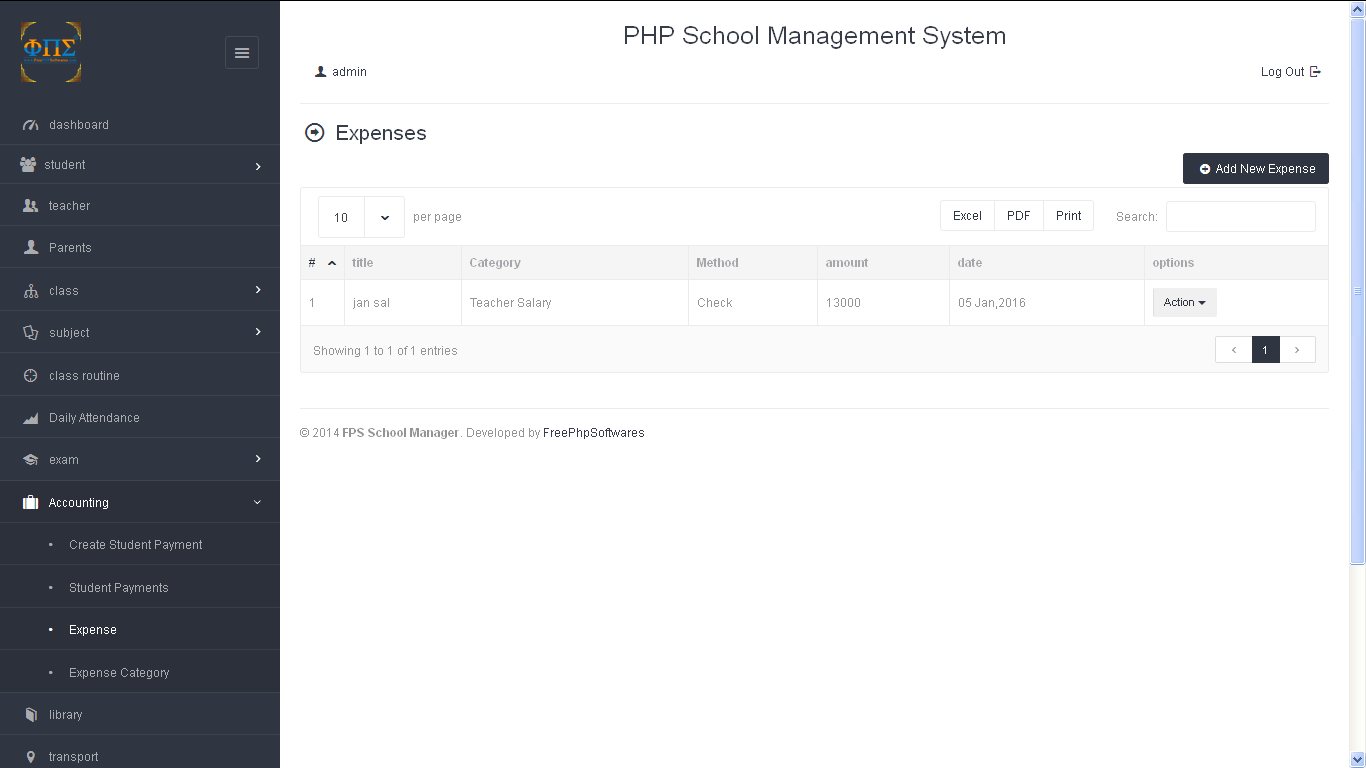 ΦΠΣ
PHP School Management System
admin
Log Out
dashboard
student
teacher
Parents
class
subject
class routine
Daily Attendance
exam
Accounting
• Create Student Payment
• Student Payments
• Expense
• Expense Category
library
transport
Expenses
Add New Expense
10 per page
Excel PDF Print Search:
# title Category Method amount date options
1 jan sal Teacher Salary Check 13000 05 Jan,2016 Action
Showing 1 to 1 of 1 entries
‹ 1 ›
© 2014 FPS School Manager. Developed by FreePhpSoftwares